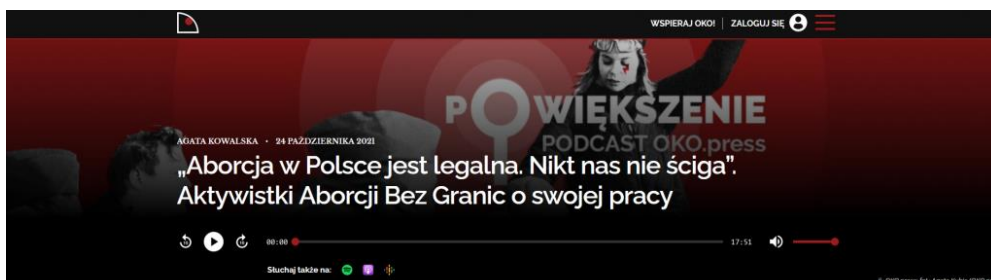 WSPIERAJ OKO! | ZALOGUJ SIĘ
POWIĘKSZENIE
PODCAST OKO.press
AGATA KOWALSKA • 24 PAŹDZIERNIKA 2021
„Aborcja w Polsce jest legalna. Nikt nas nie ściga”.
Aktywistki Aborcji Bez Granic o swojej pracy
00:00 17:51
Słuchaj także na: